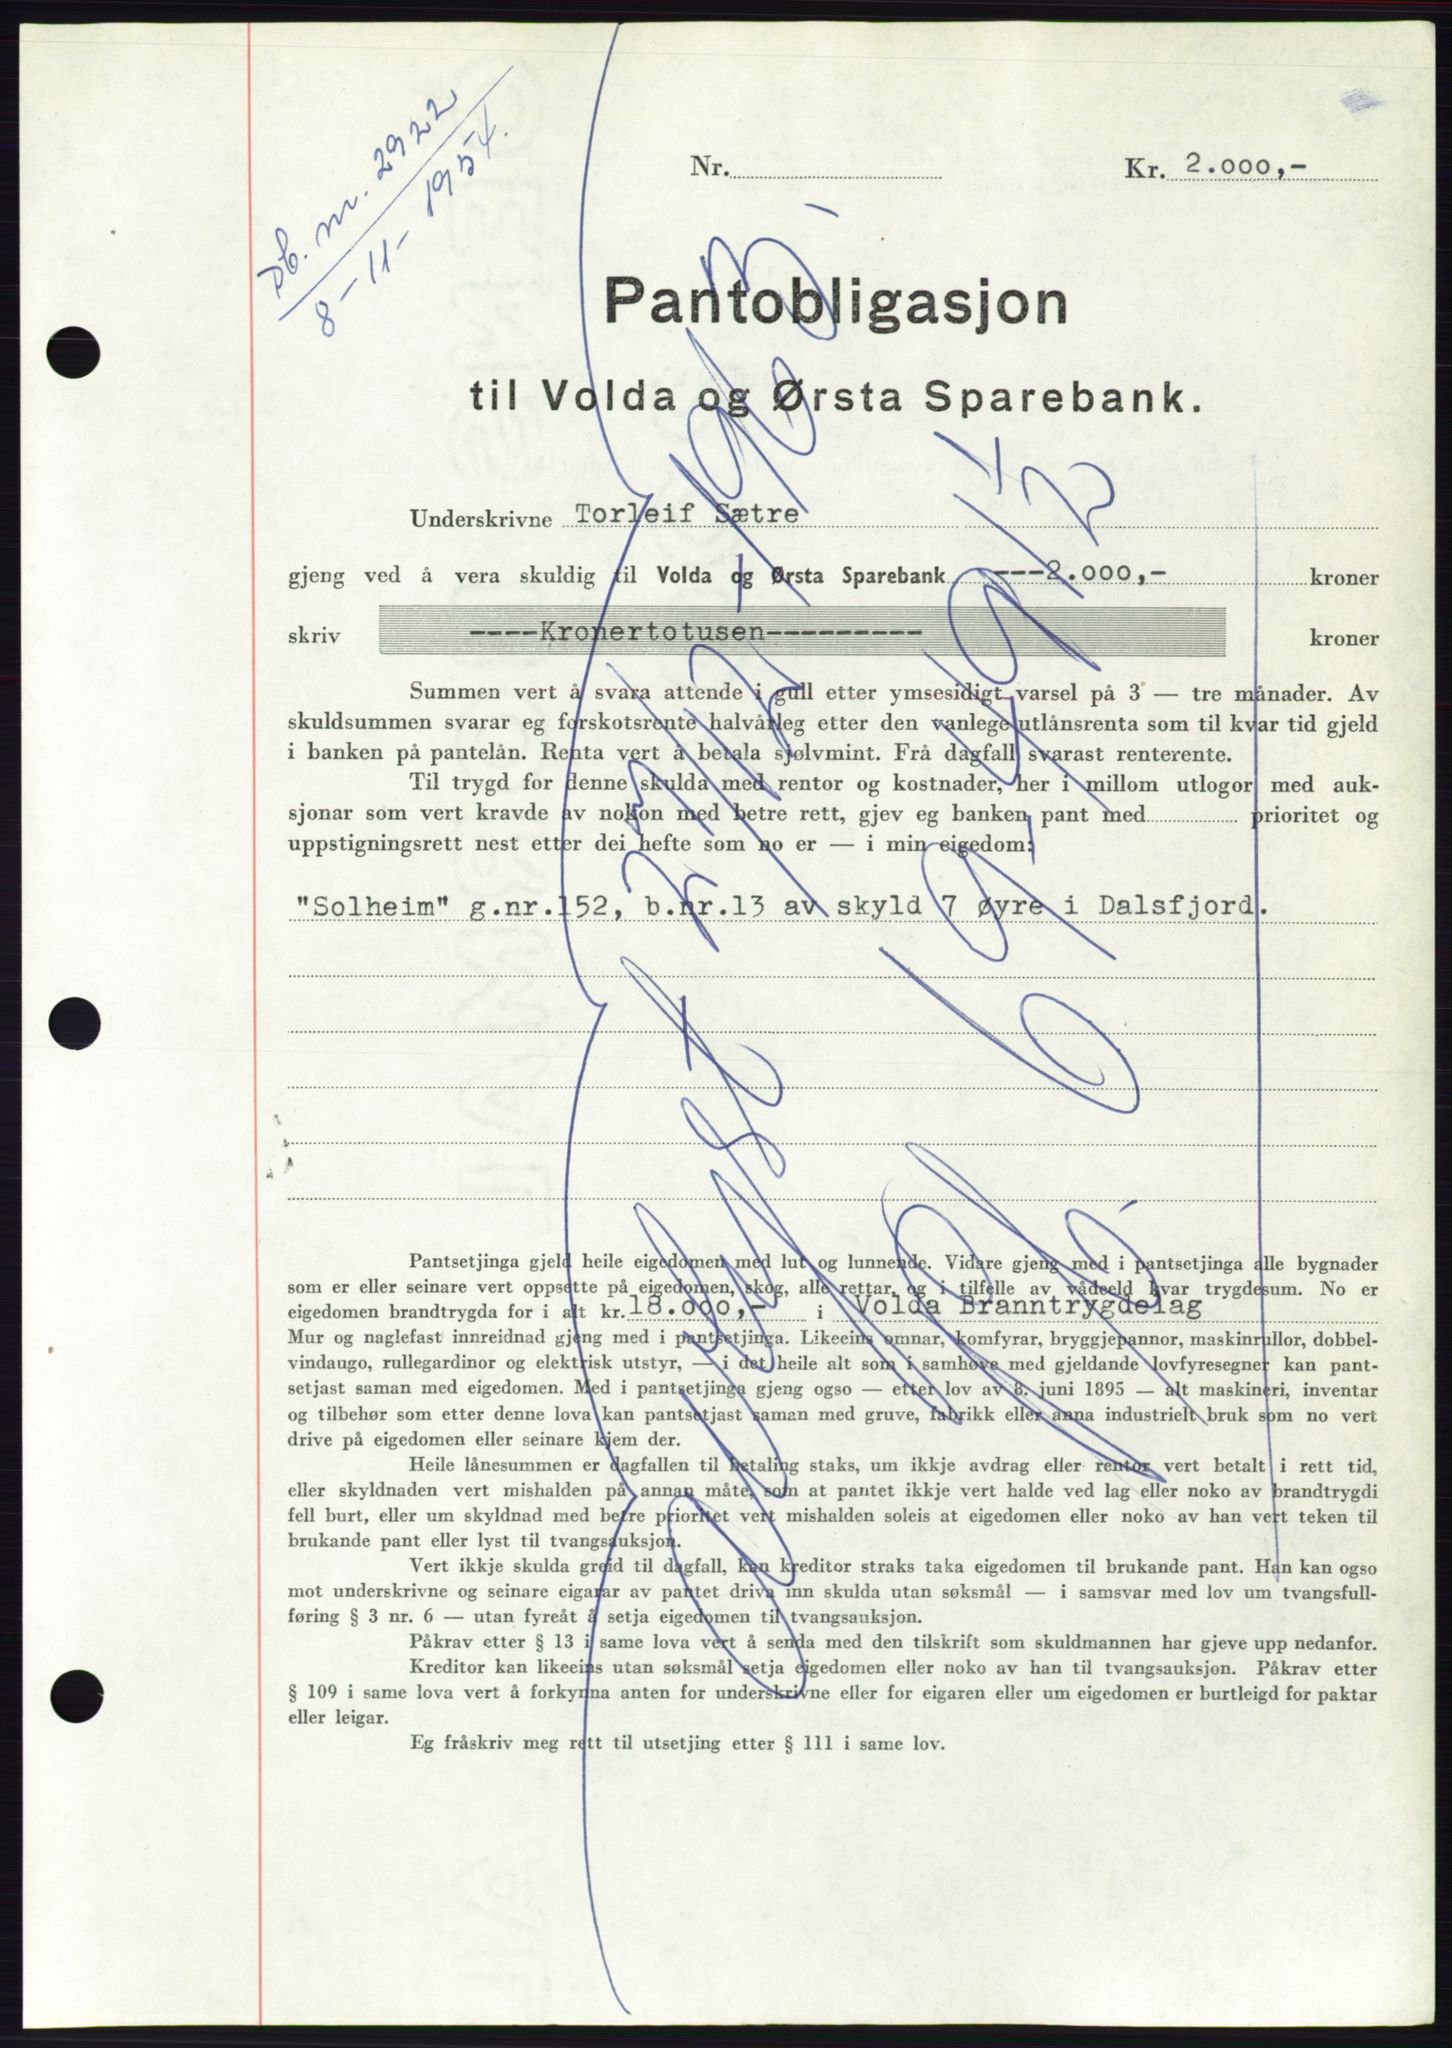 Db. nr. 2922
8-11-1954.
Nr. Kr. 2.000,-
Pantobligasjon
til Volda og Ørsta Sparebank.
Underskrivne Torleif Sætre
gjeng ved å vera skuldig til Volda og Ørsta Sparebank ---2.000,- kroner
skriv ----Kronertotusen--------- kroner
Summen vert å svara attende i gull etter ymsesidigt varsel på 3 — tre månader. Av
skuldsummen svarar eg forskotsrente halvårleg etter den vanlege utlånsrenta som til kvar tid gjeld
i banken på pantelån. Renta vert å betala sjølvmint. Frå dagfall svarast renterente.
Til trygd for denne skulda med rentor og kostnader, her i millom utlogor med auk-
sjonar som vert kravde av nokon med betre rett, gjev eg banken pant med prioritet og
uppstigningsrett nest etter dei hefte som no er — i min eigedom:
"Solheim" g.nr.152, b.nr.13 av skyld 7 øyre i Dalsfjord.
Pantsetjinga gjeld heile eigedomen med lut og lunnende. Vidare gjeng med i pantsetjinga alle bygnader
som er eller seinare vert oppsette på eigedomen, skog, alle rettar, og i tilfelle av vådeeld kvar trygdesum. No er
eigedomen brandtrygda for i alt kr. 18.000,- i Volda Branntrygdelag
Mur og naglefast innreidnad gjeng med i pantsetjinga. Likeeins omnar, komfyrar, bryggjepannor, maskinrullor, dobbel-
vindaugo, rullegardinor og elektrisk utstyr, — i det heile alt som i samhøve med gjeldande lovfyresegner kan pant-
setjast saman med eigedomen. Med i pantsetjinga gjeng ogso — etter lov av 8. juni 1895 — alt maskineri, inventar
og tilbehør som etter denne lova kan pantsetjast saman med gruve, fabrikk eller anna industrielt bruk som no vert
drive på eigedomen eller seinare kjem der.
Heile lånesummen er dagfallen til betaling staks, um ikkje avdrag eller rentor vert betalt i rett tid,
eller skyldnaden vert mishalden på annan måte, som at pantet ikkje vert halde ved lag eller noko av brandtrygdi
fell burt, eller um skyldnad med betre prioritet vert mishalden soleis at eigedomen eller noko av han vert teken til
brukande pant eller lyst til tvangsauksjon.
Vert ikkje skulda greid til dagfall, kan kreditor straks taka eigedomen til brukande pant. Han kan ogso
mot underskrivne og seinare eigarar av pantet driva inn skulda utan søksmål — i samsvar med lov um tvangsfull-
føring § 3 nr. 6 — utan fyreåt å setja eigedomen til tvangsauksjon.
Påkrav etter § 13 i same lova vert å senda med den tilskrift som skuldmannen har gjeve upp nedanfor.
Kreditor kan likeeins utan søksmål setja eigedomen eller noko av han til tvangsauksjon. Påkrav etter
§ 109 i same lova vert å forkynna anten for underskrivne eller for eigaren eller um eigedomen er burtleigd for paktar
eller leigar.
Eg fråskriv meg rett til utsetjing etter § 111 i same lov.